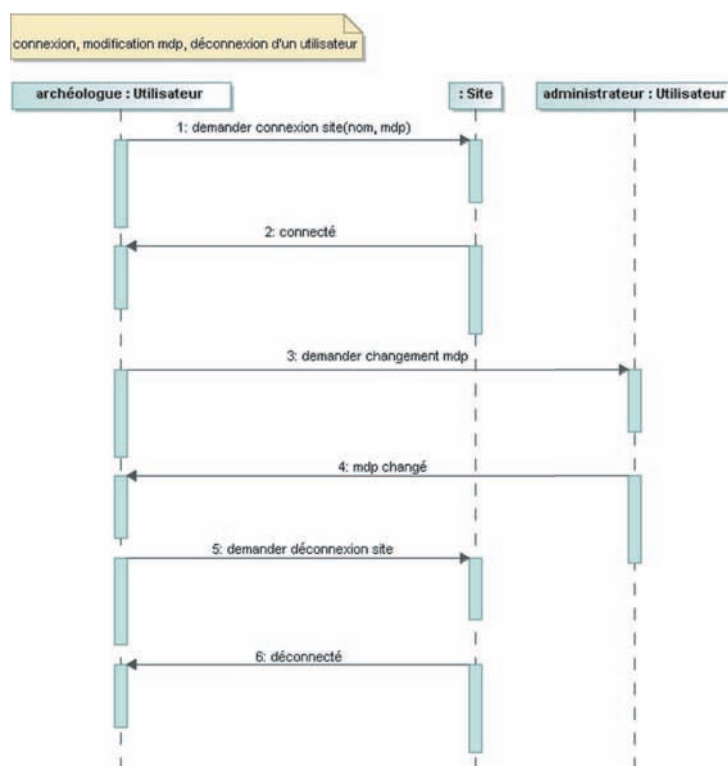 connexion, modification mdp, déconnexion d'un utilisateur
archéologue : Utilisateur
: Site
administrateur : Utilisateur
1: demander connexion site(nom, mdp)
2: connecté
3: demander changement mdp
4: mdp changé
5: demander déconnexion site
6: déconnecté